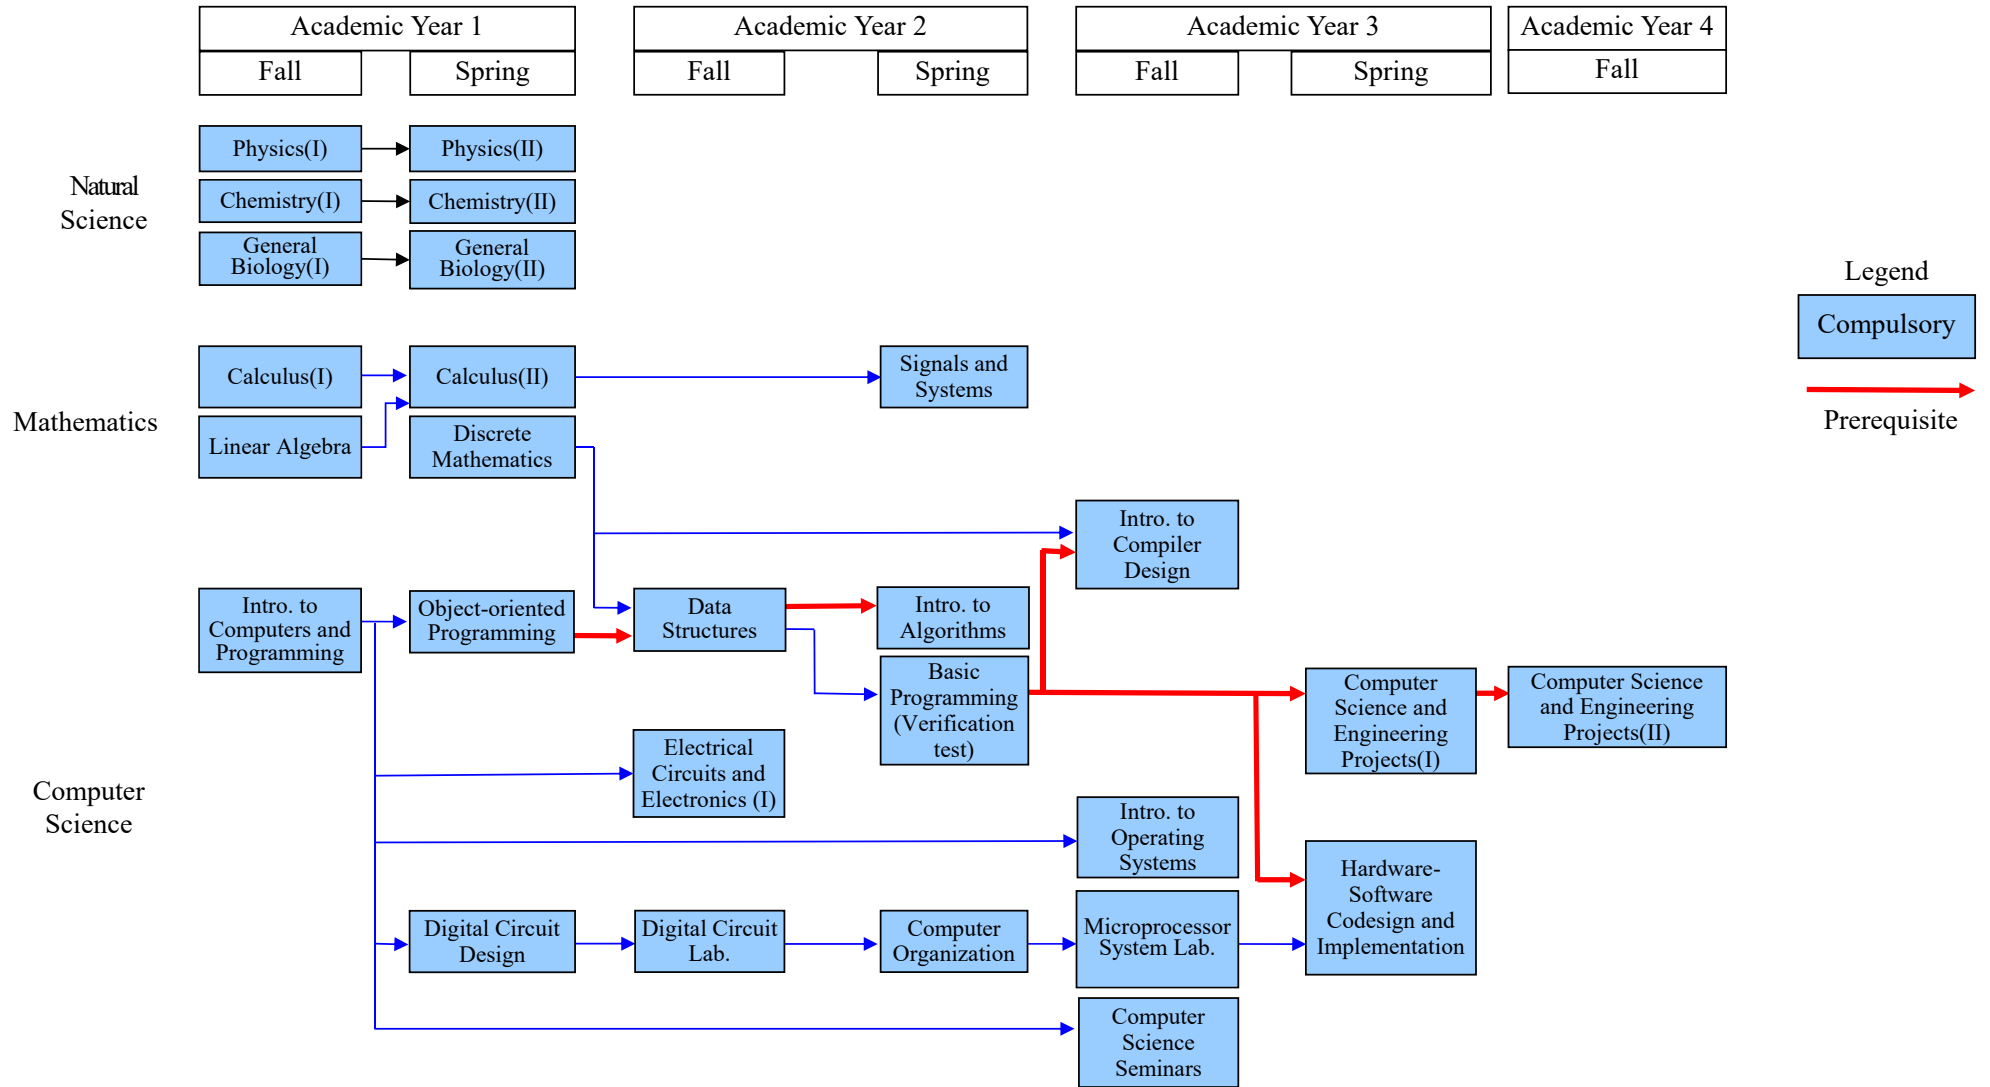 Academic Year 1
Academic Year 2
Academic Year 3
Academic Year 4
Fall
Spring
Fall
Spring
Fall
Spring
Fall
Natural
Science
Physics(I)
Physics(II)
Chemistry(I)
Chemistry(II)
General
Biology(I)
General
Biology(II)
Legend
Compulsory
Prerequisite
Mathematics
Calculus(I)
Calculus(II)
Signals and
Systems
Linear Algebra
Discrete
Mathematics
Intro. to
Compiler
Design
Computer
Science
Intro. to
Computers and
Programming
Object-oriented
Programming
Data
Structures
Intro. to
Algorithms
Basic
Programming
(Verification
test)
Computer
Science and
Engineering
Projects(I)
Computer Science
and Engineering
Projects(II)
Electrical
Circuits and
Electronics (I)
Intro. to
Operating
Systems
Hardware-
Software
Codesign and
Implementation
Digital Circuit
Design
Digital Circuit
Lab.
Computer
Organization
Microprocessor
System Lab.
Computer
Science
Seminars